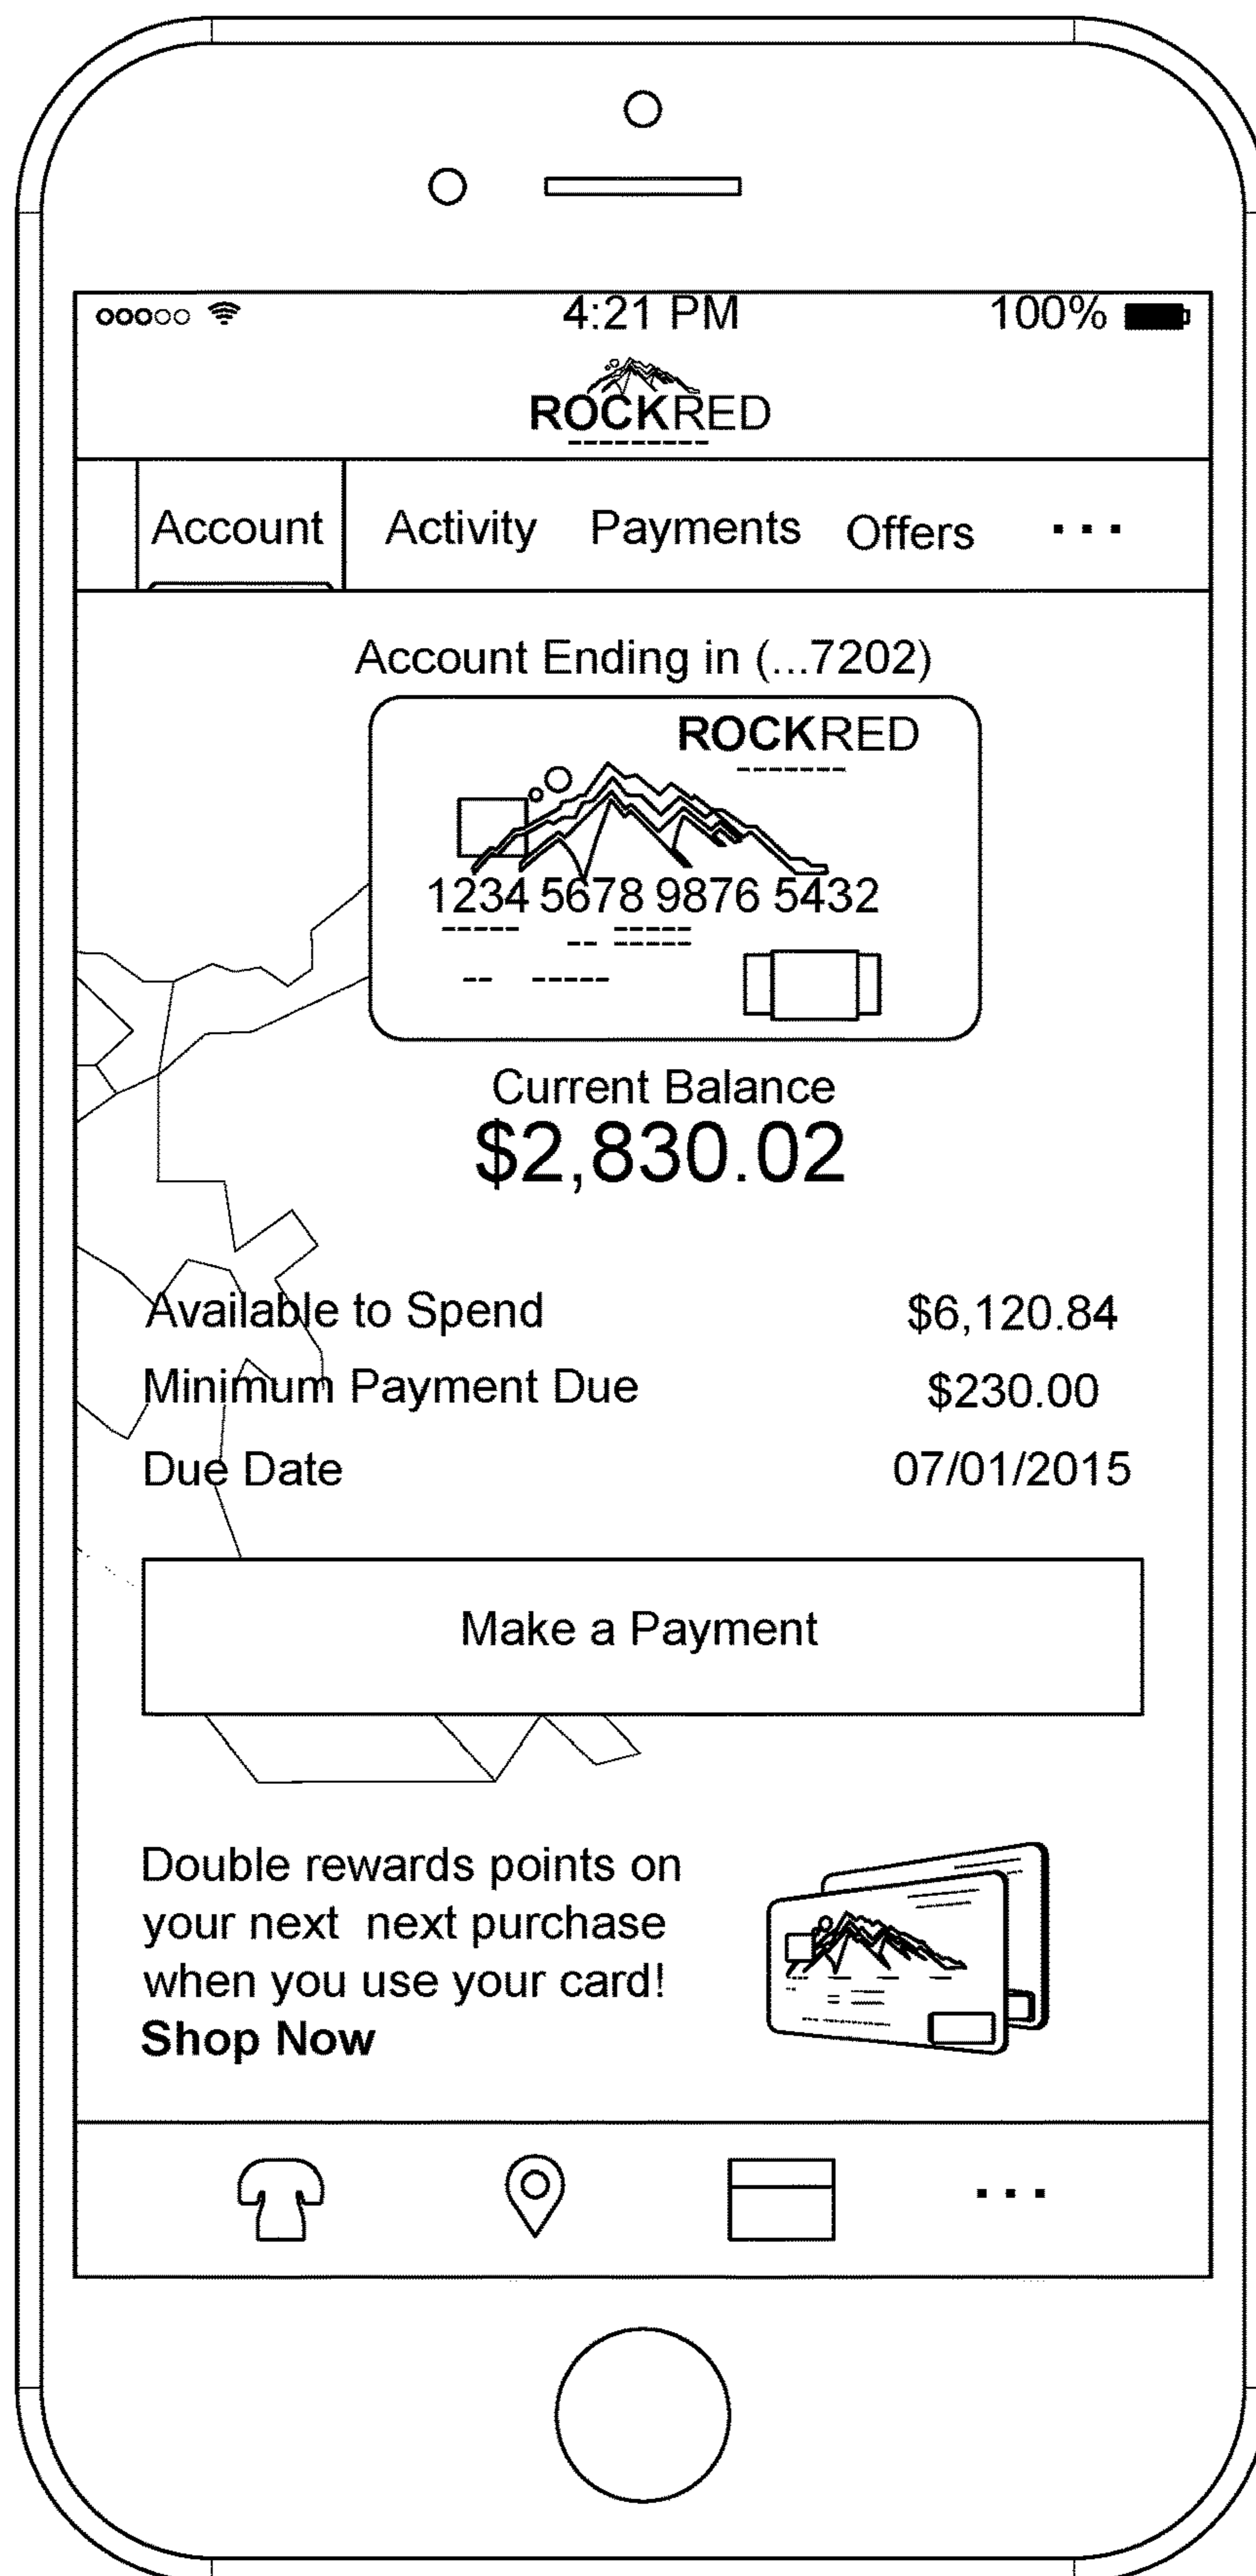 4:21 PM 100%
ROCKRED
Account Activity Payments Offers ...
Account Ending in (...7202)
ROCKRED
1234 5678 9876 5432
Current Balance
$2,830.02
Available to Spend $6,120.84
Minimum Payment Due $230.00
Due Date 07/01/2015
Make a Payment
Double rewards points on
your next next purchase
when you use your card!
Shop Now
...